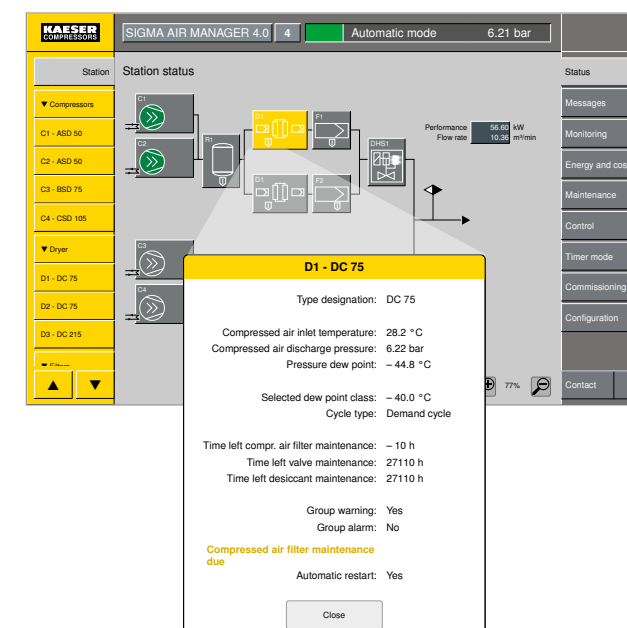 KAESER
COMPRESSORS
SIGMA AIR MANAGER 4.0
4
Automatic mode
6.21 bar
Station
Station status
Status
▼ Compressors
C1 - ASD 50
C2 - ASD 50
C3 - BSD 75
C4 - CSD 105
▼ Dryer
D1 - DC 75
D2 - DC 75
D3 - DC 215
C1
C2
R1
D1
F1
D1
F2
DHS1
C3
C4
Performance 56.60 kW
Flow rate 10.36 m³/min
Messages
Monitoring
Energy and cos
Maintenance
Control
Timer mode
Commissioning
Configuration
Contact
77%
D1 - DC 75
Type designation: DC 75
Compressed air inlet temperature: 28.2 °C
Compressed air discharge pressure: 6.22 bar
Pressure dew point: – 44.8 °C
Selected dew point class: – 40.0 °C
Cycle type: Demand cycle
Time left compr. air filter maintenance: – 10 h
Time left valve maintenance: 27110 h
Time left desiccant maintenance: 27110 h
Group warning: Yes
Group alarm: No
Compressed air filter maintenance
due
Automatic restart: Yes
Close